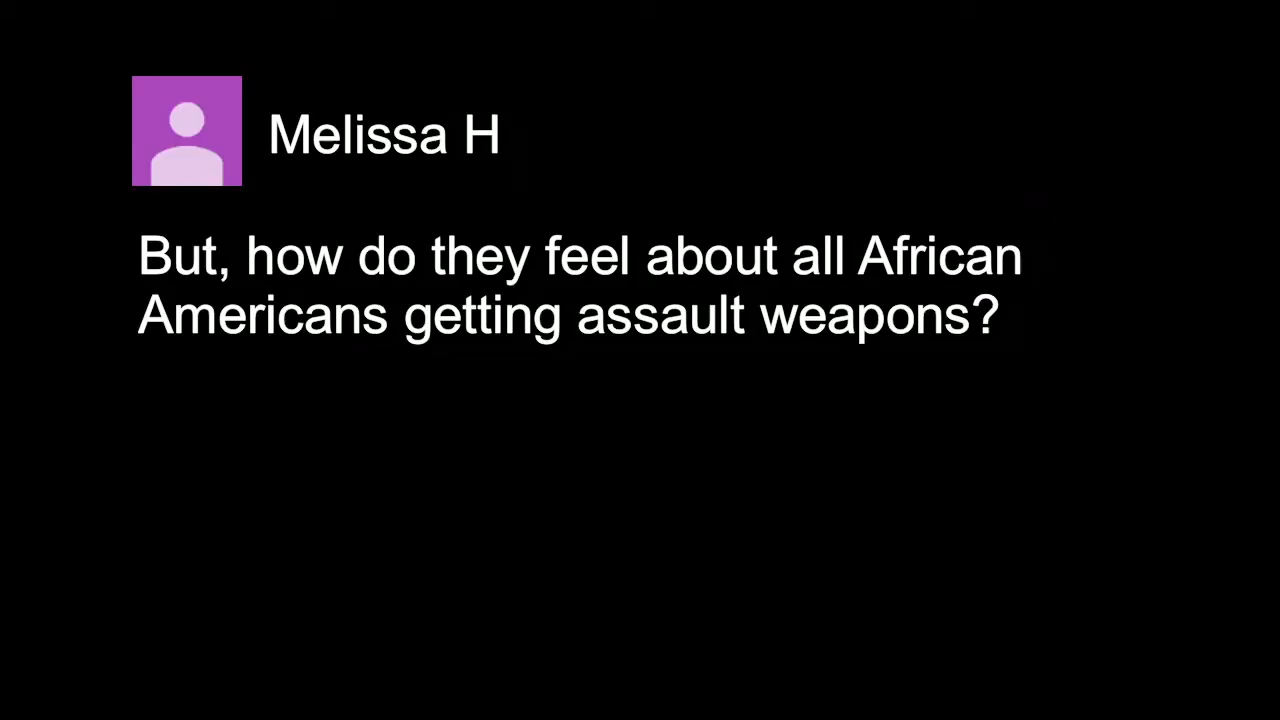 Melissa H
But, how do they feel about all African
Americans getting assault weapons?